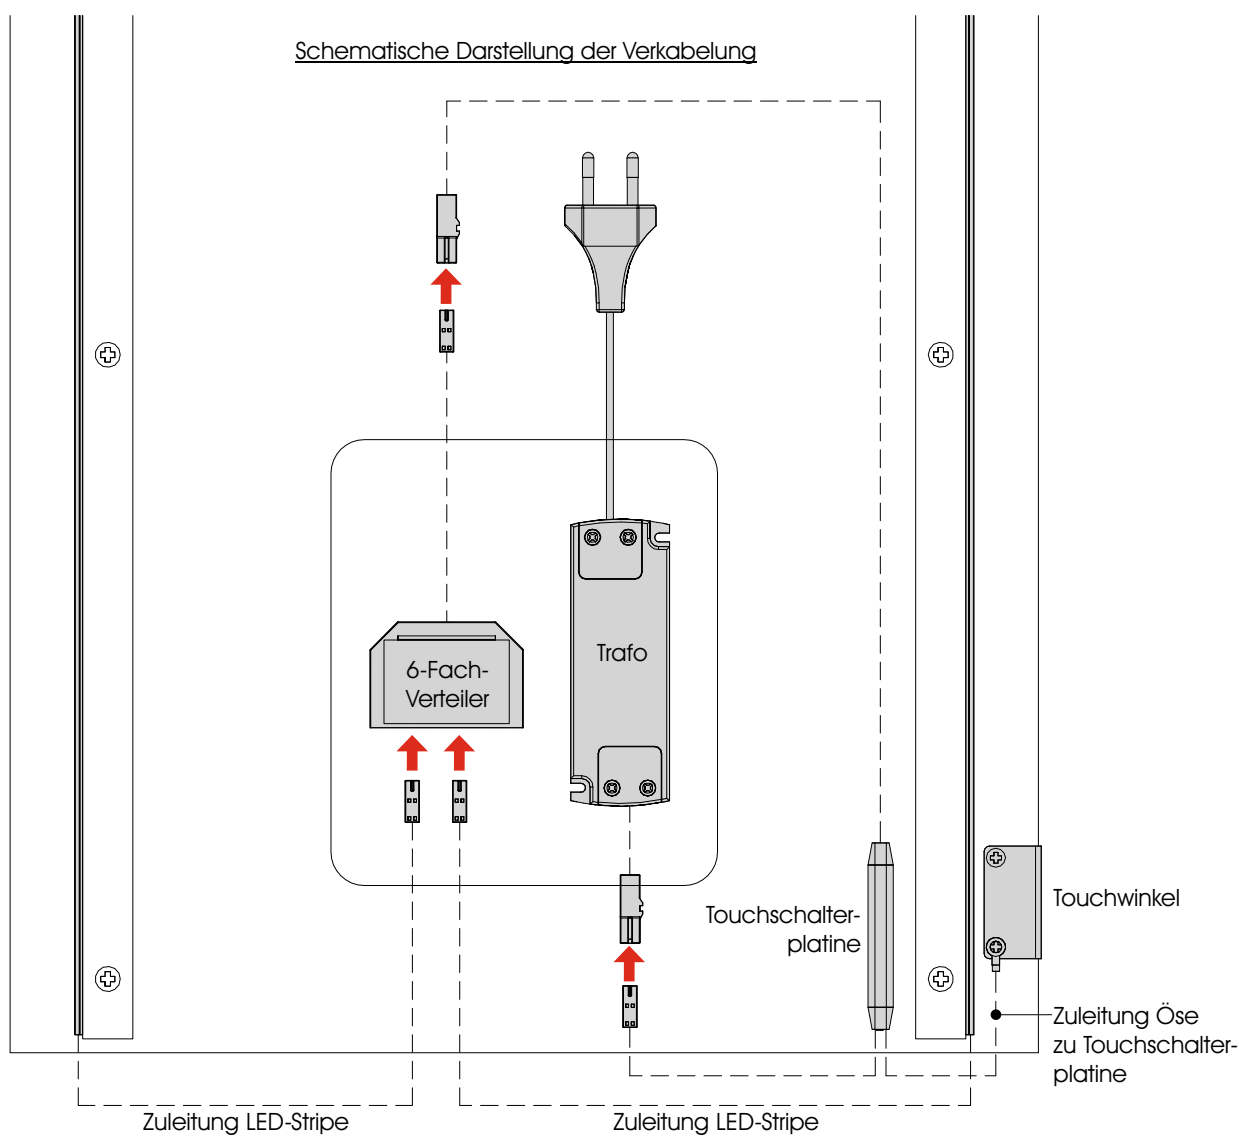 Schematische Darstellung der Verkabelung
Trafo
6-Fach-
Verteiler
Touchschalter-
platine
Touchwinkel
Zuleitung Öse
zu Touchschalter-
platine
Zuleitung LED-Stripe
Zuleitung LED-Stripe